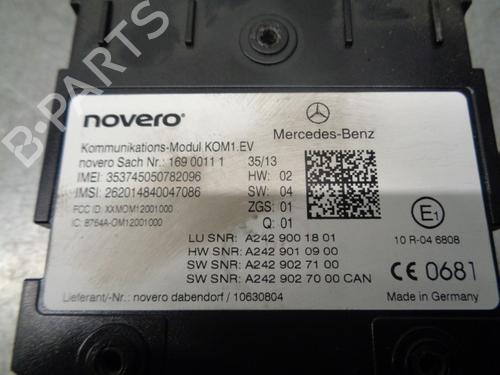 novero®
Mercedes-Benz
Kommunikations-Modul KOM1.EV
novero Sach Nr.: 169 0011 1 35/13
IMEI: 353745050782096 HW: 02
IMSI: 262014840047086 SW: 04
FCC ID: XXMOM12001000 ZGS: 01
IC: 8764A-OM12001000 Q: 01
E1
10 R-04 6808
LU SNR: A242 900 18 01
HW SNR: A242 901 09 00
SW SNR: A242 902 71 00
SW SNR: A242 902 70 00 CAN
CE 0681
Lieferant/-Nr.: novero dabendorf / 10630804
Made in Germany
B-Parts